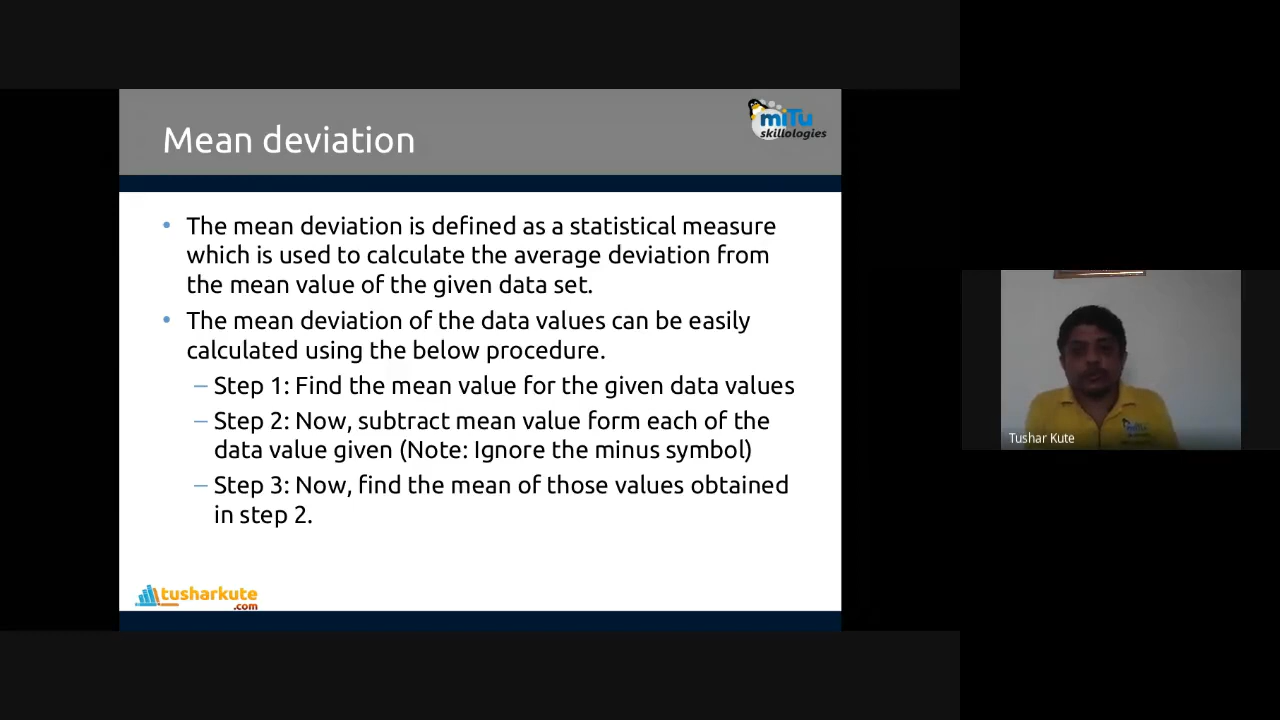 Mean deviation
miTu
skillologies
• The mean deviation is defined as a statistical measure
which is used to calculate the average deviation from
the mean value of the given data set.
• The mean deviation of the data values can be easily
calculated using the below procedure.
– Step 1: Find the mean value for the given data values
– Step 2: Now, subtract mean value form each of the
data value given (Note: Ignore the minus symbol)
– Step 3: Now, find the mean of those values obtained
in step 2.
tusharkute
.com
Tushar Kute